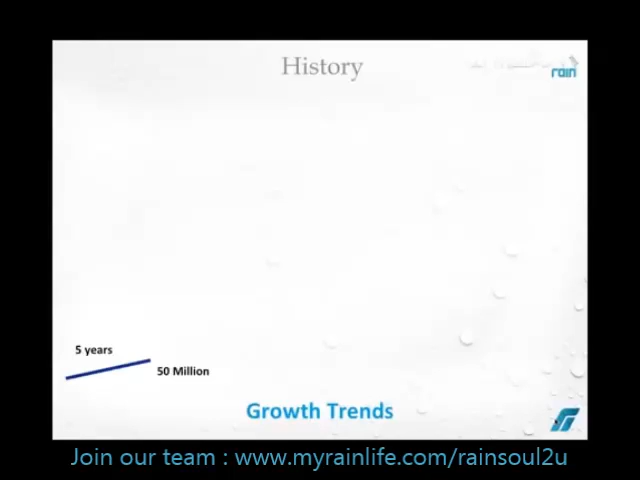 History
rain
5 years
50 Million
Growth Trends
Join our team : www.myrainlife.com/rainsoul2u